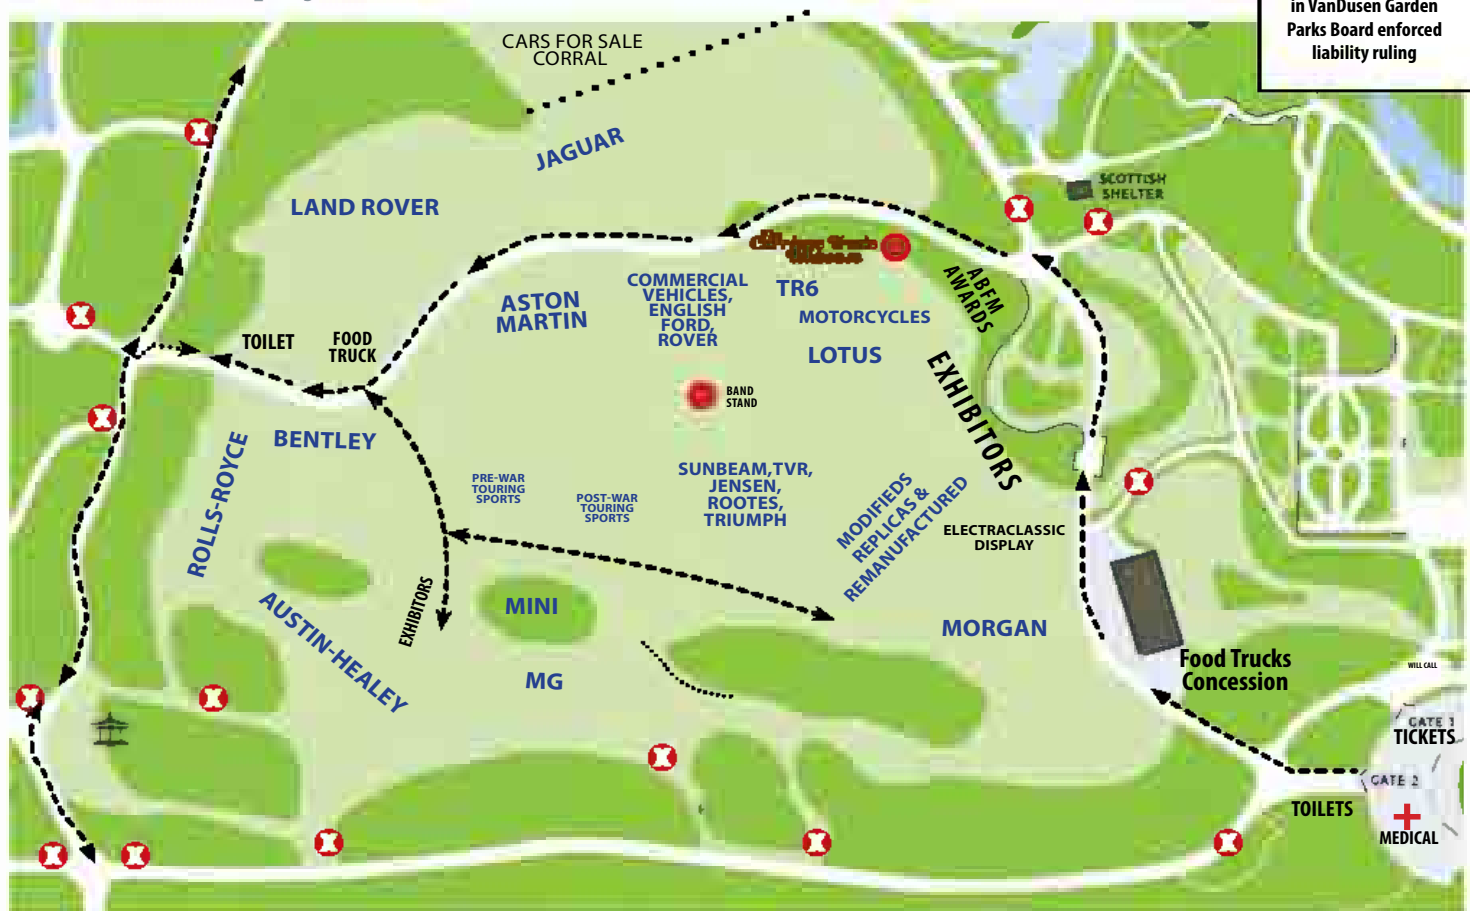 in VanDusen Garden
Parks Board enforced
liability ruling
CARS FOR SALE
CORRAL
JAGUAR
LAND ROVER
SCOTTISH
SHELTER
ABFM
AWARDS
COMMERCIAL
VEHICLES,
ENGLISH
FORD,
ROVER
TR6
MOTORCYCLES
LOTUS
ASTON
MARTIN
TOILET
FOOD
TRUCK
BAND
STAND
EXHIBITORS
BENTLEY
ROLLS-ROYCE
PRE-WAR
TOURING
SPORTS
POST-WAR
TOURING
SPORTS
SUNBEAM,TVR,
JENSEN,
ROOTES,
TRIUMPH
MODIFIEDS
REPLICAS &
REMANUFACTURED
ELECTRACLASSIC
DISPLAY
AUSTIN-HEALEY
EXHIBITORS
MINI
MG
MORGAN
Food Trucks
Concession
WILL CALL
TICKETS
GATE 2
TOILETS
MEDICAL